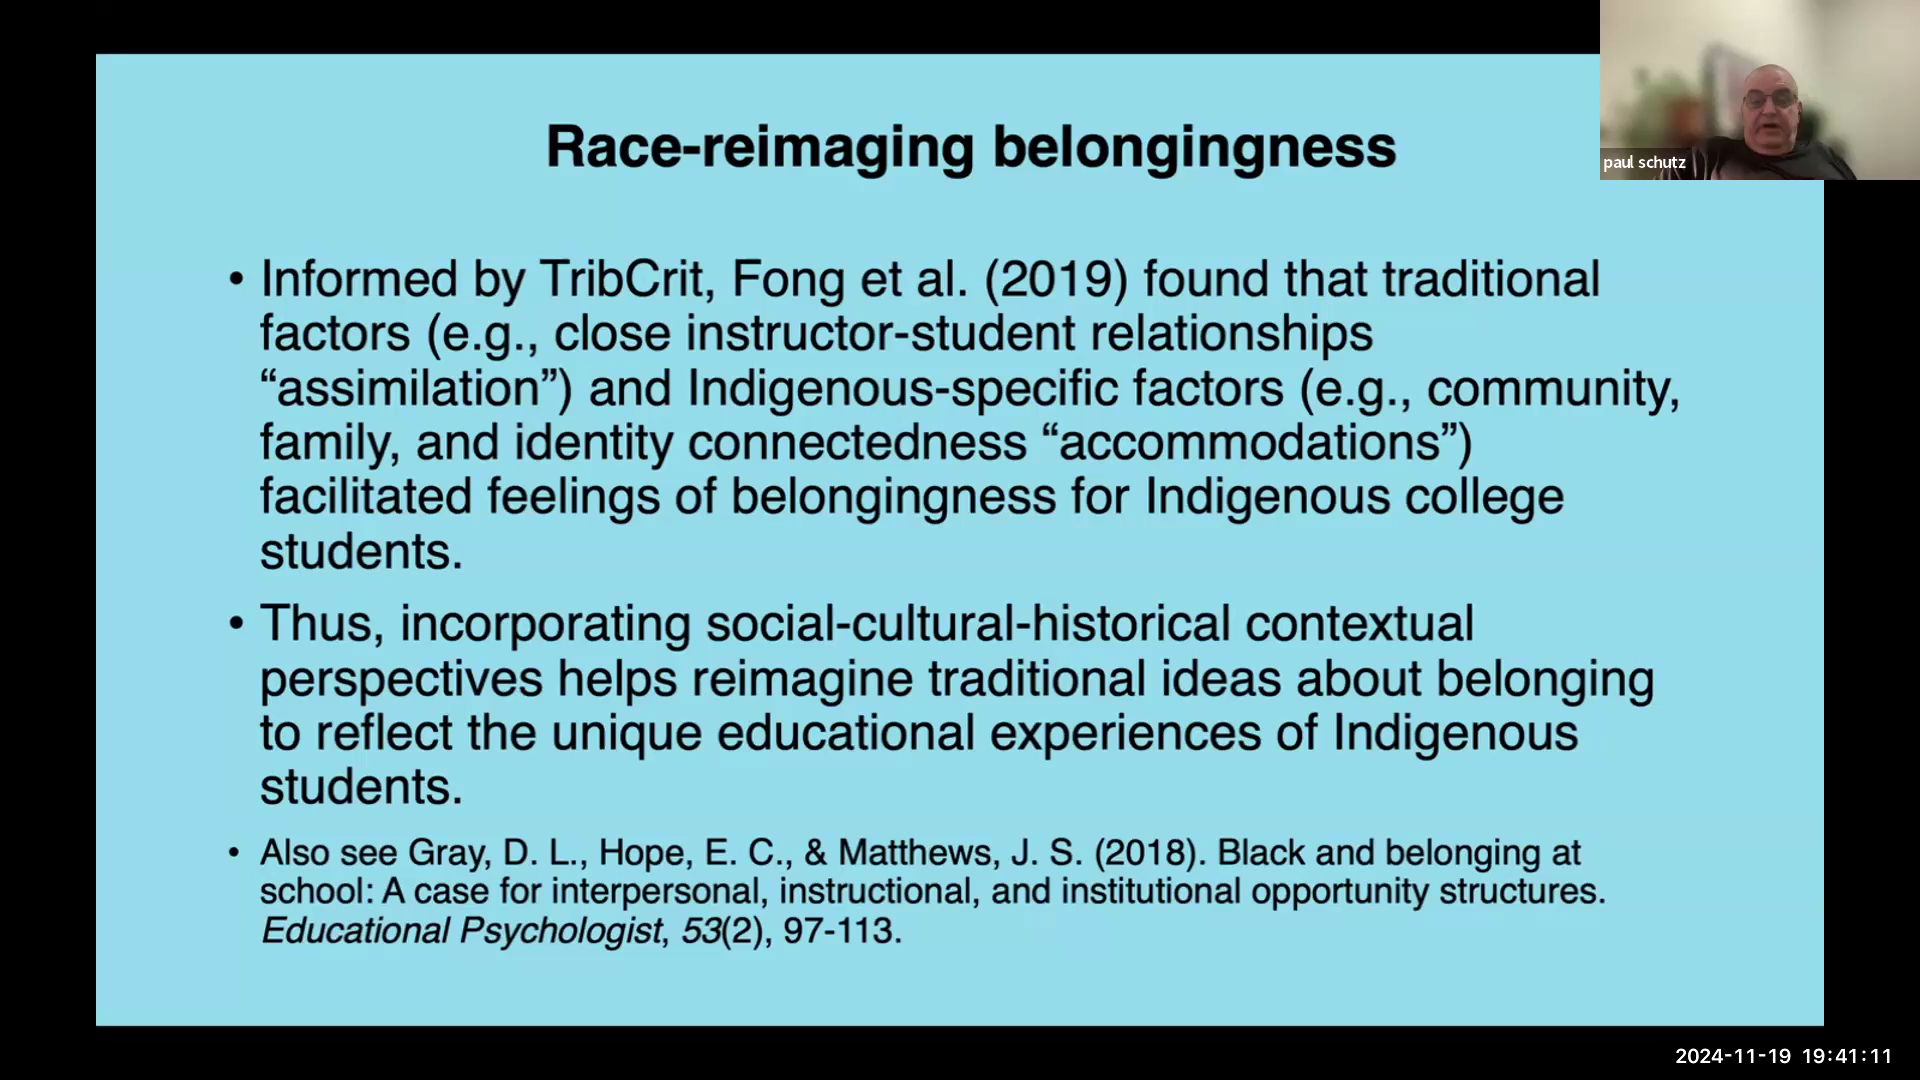 Race-reimaging belongingness
paul schutz
• Informed by TribCrit, Fong et al. (2019) found that traditional
factors (e.g., close instructor-student relationships
“assimilation”) and Indigenous-specific factors (e.g., community,
family, and identity connectedness “accommodations”)
facilitated feelings of belongingness for Indigenous college
students.
• Thus, incorporating social-cultural-historical contextual
perspectives helps reimagine traditional ideas about belonging
to reflect the unique educational experiences of Indigenous
students.
• Also see Gray, D. L., Hope, E. C., & Matthews, J. S. (2018). Black and belonging at
school: A case for interpersonal, instructional, and institutional opportunity structures.
Educational Psychologist, 53(2), 97-113.
2024-11-19 19:41:11